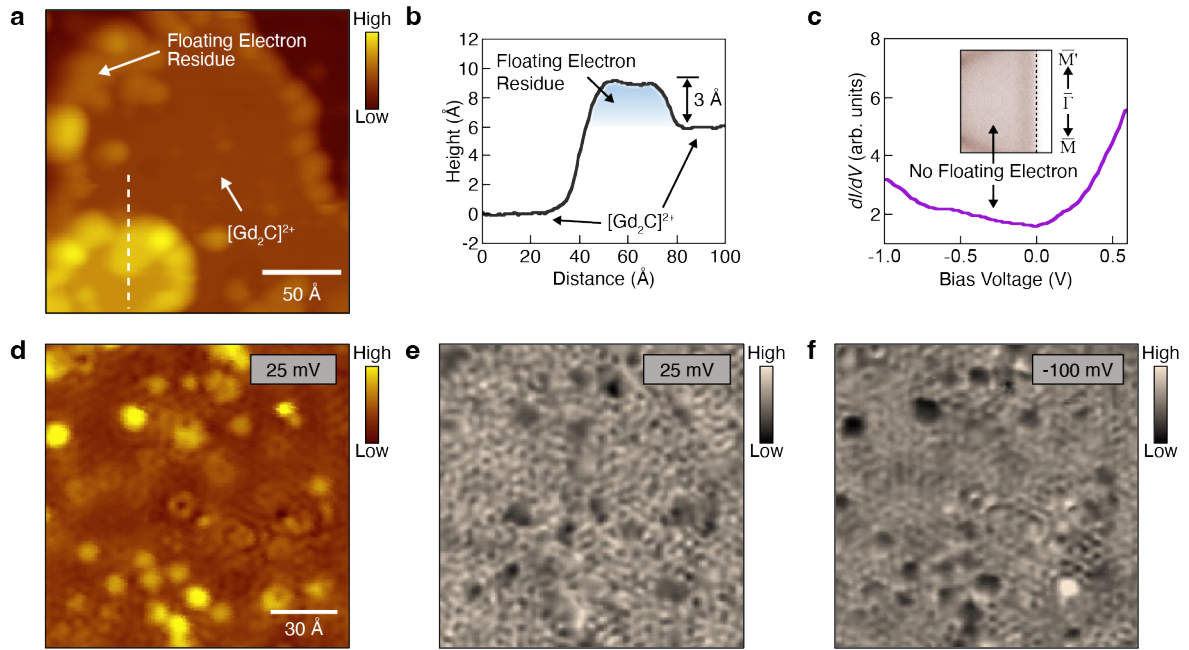 a
Floating Electron
Residue
[Gd₂C]²⁺
50 Å
High
Low
b
12
10
8
6
4
2
0
-2
Height (Å)
Floating Electron
Residue
3 Å
[Gd₂C]²⁺
0 20 40 60 80 100
Distance (Å)
c
8
6
4
2
dI/dV (arb. units)
M̅'
Γ̅
M̅
No Floating Electron
-1.0 -0.5 0.0 0.5
Bias Voltage (V)
d
25 mV
30 Å
High
Low
e
25 mV
High
Low
f
-100 mV
High
Low